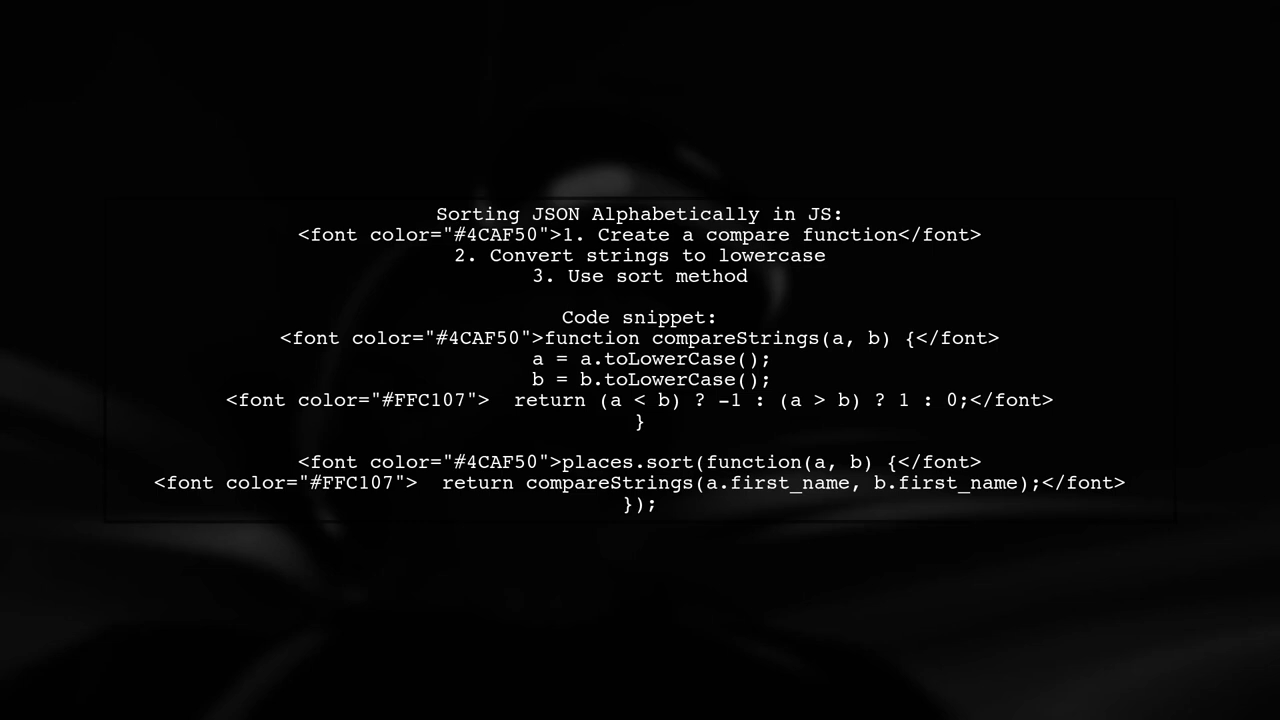 Sorting JSON Alphabetically in JS:
<font color="#4CAF50">1. Create a compare function</font>
2. Convert strings to lowercase
3. Use sort method
Code snippet:
<font color="#4CAF50">function compareStrings(a, b) {</font>
a = a.toLowerCase();
b = b.toLowerCase();
<font color="#FFC107">  return (a < b) ? -1 : (a > b) ? 1 : 0;</font>
}
<font color="#4CAF50">places.sort(function(a, b) {</font>
<font color="#FFC107">  return compareStrings(a.first_name, b.first_name);</font>
});